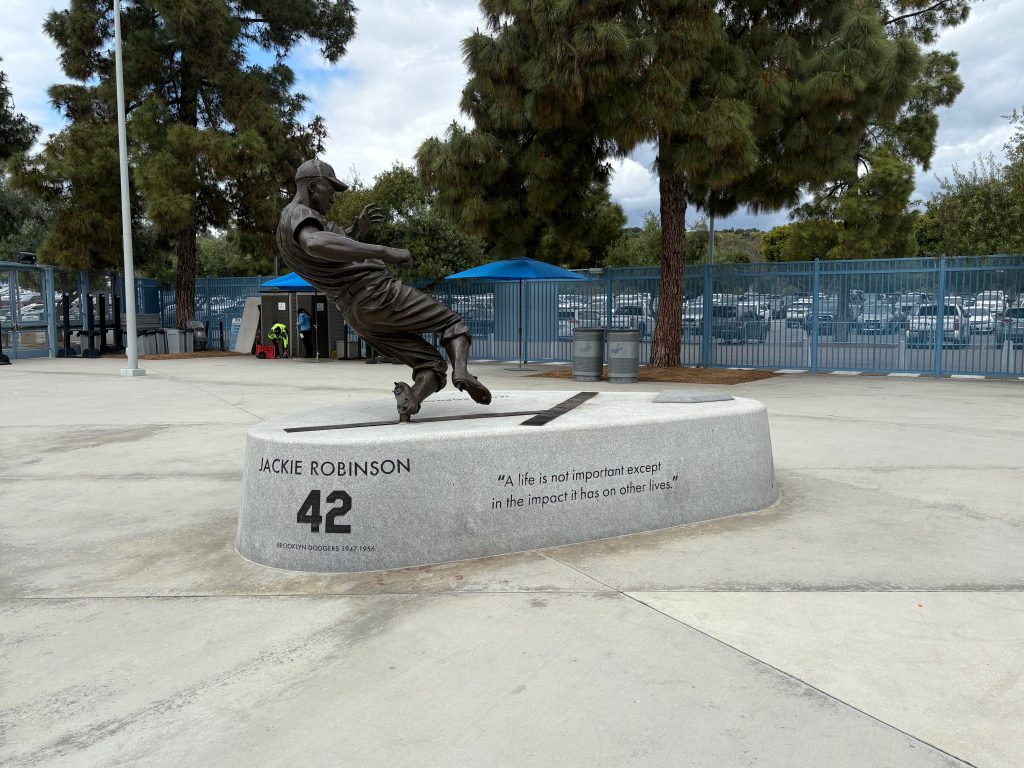 JACKIE ROBINSON
42
BROOKLYN DODGERS 1947-1956
"A life is not important except
in the impact it has on other lives."